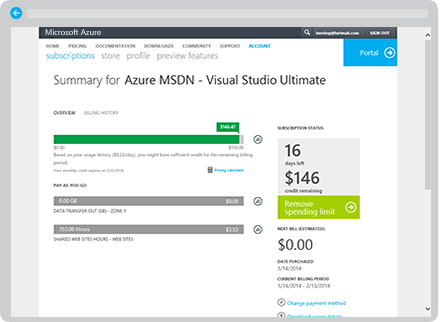 Microsoft Azure
hersting@hotmail.com SIGN OUT
HOME PRICING DOCUMENTATION DOWNLOADS COMMUNITY SUPPORT ACCOUNT
subscriptions store profile preview features
Portal
Summary for Azure MSDN - Visual Studio Ultimate
OVERVIEW BILLING HISTORY
$146.47
$0.00 $150.00
Based on your usage history ($0.22/day), you might have sufficient credit for the remaining billing
period.
Your monthly credit expires on 2/13/2014.
Pricing calculator
PAY-AS-YOU-GO
0.00 GB $0.00
DATA TRANSFER OUT (GB) - ZONE 1
353.00 Hours $3.53
SHARED WEB SITES HOURS - WEB SITES
SUBSCRIPTION STATUS
16
days left
$146
credit remaining
Remove
spending limit
NEXT BILL (ESTIMATED):
$0.00
DATE PURCHASED
1/14/2014
CURRENT BILLING PERIOD
1/14/2014 - 2/13/2014
Change payment method
Download usage details